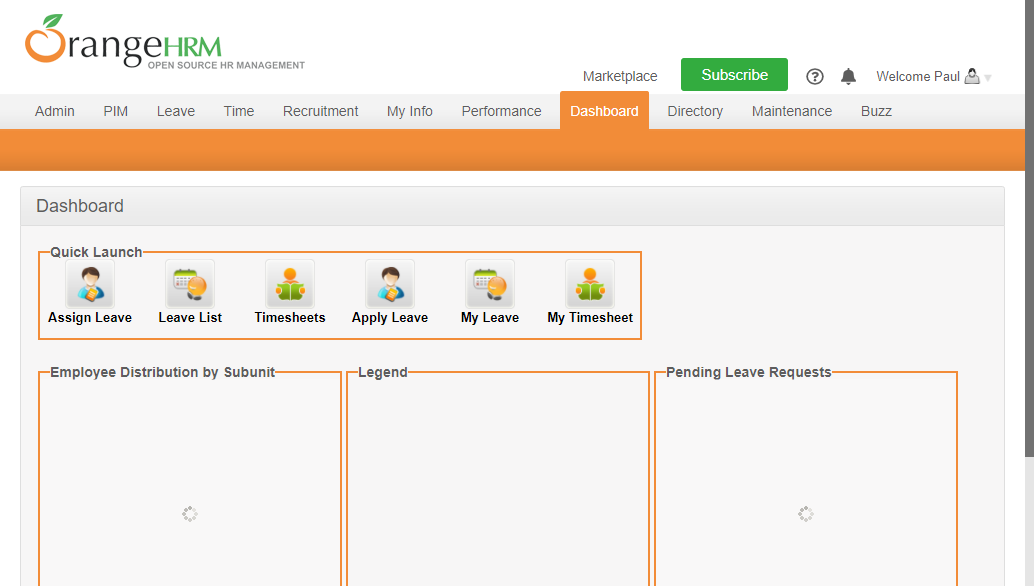 OrangeHRM
OPEN SOURCE HR MANAGEMENT
Marketplace Subscribe ? Welcome Paul
Admin PIM Leave Time Recruitment My Info Performance Dashboard Directory Maintenance Buzz
Dashboard
Quick Launch
Assign Leave Leave List Timesheets Apply Leave My Leave My Timesheet
Employee Distribution by Subunit Legend Pending Leave Requests